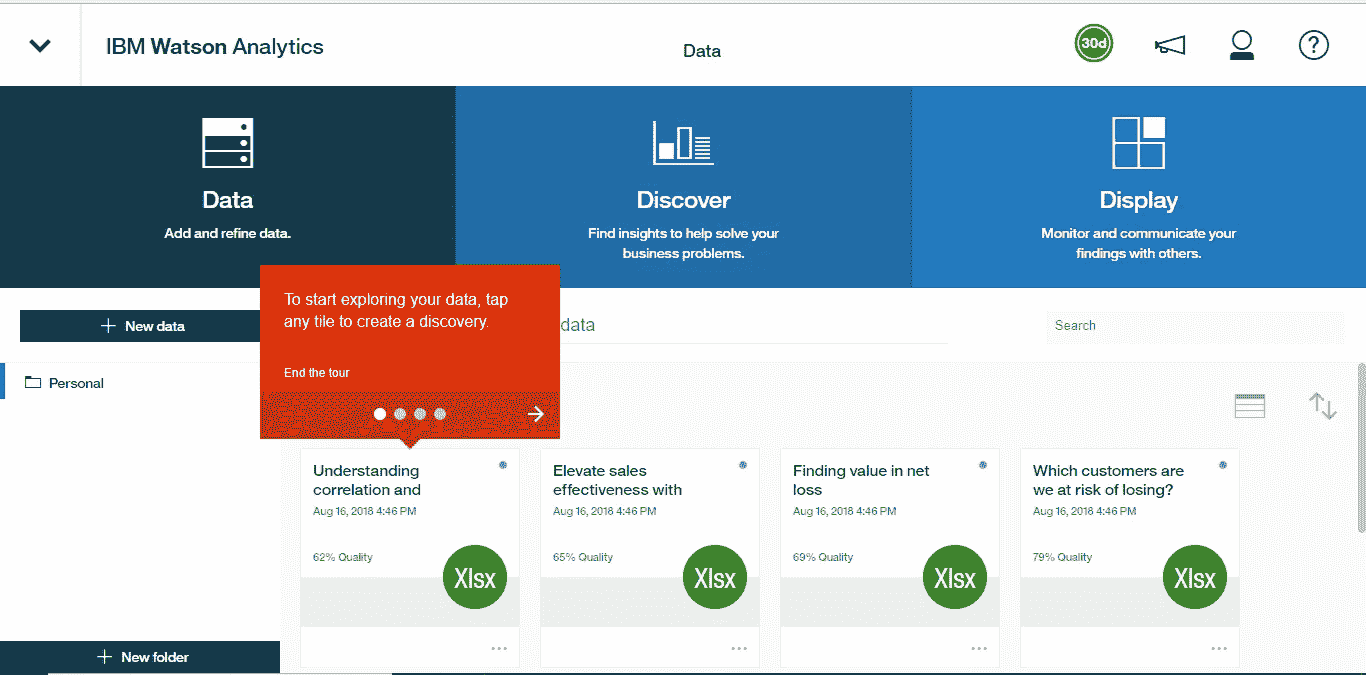 IBM Watson Analytics
Data
30d
?
Data
Add and refine data.
Discover
Find insights to help solve your
business problems.
Display
Monitor and communicate your
findings with others.
To start exploring your data, tap
any tile to create a discovery.
End the tour
New data
data
Search
Personal
Understanding
correlation and
Aug 16, 2018 4:46 PM
62% Quality
Xlsx
Elevate sales
effectiveness with
Aug 16, 2018 4:46 PM
65% Quality
Xlsx
Finding value in net
loss
Aug 16, 2018 4:46 PM
69% Quality
Xlsx
Which customers are
we at risk of losing?
Aug 16, 2018 4:46 PM
79% Quality
Xlsx
New folder